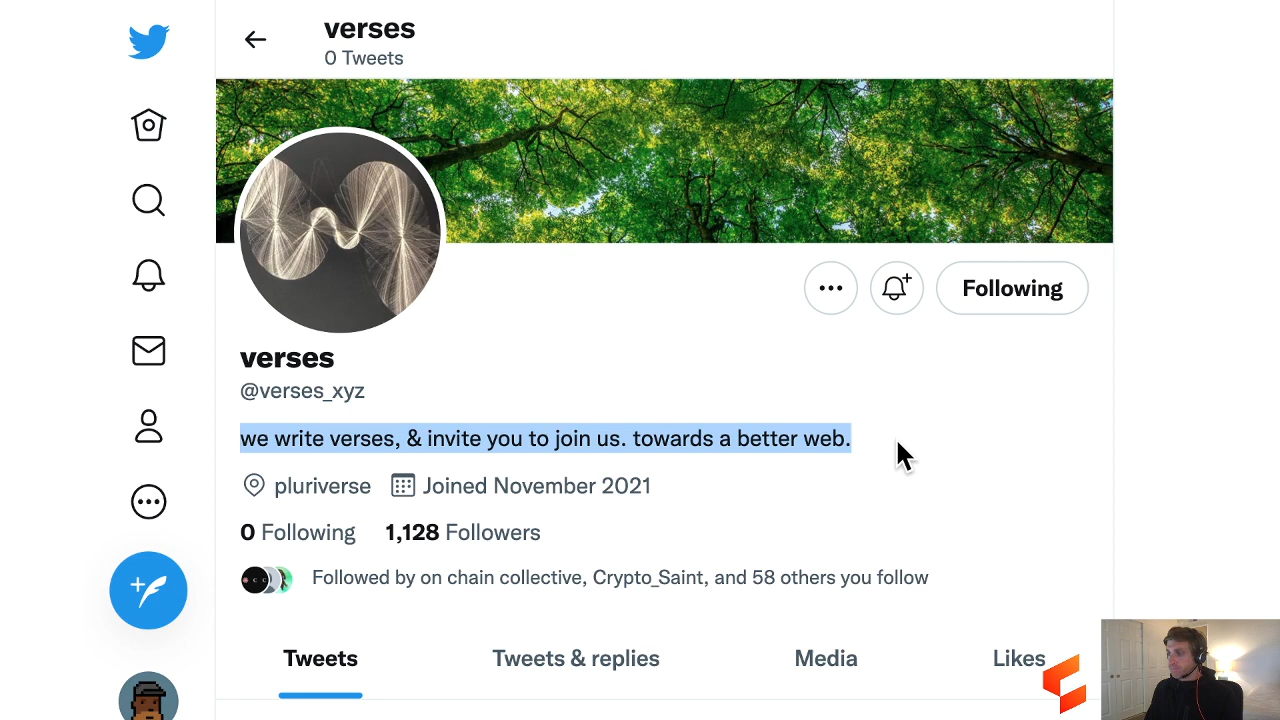 verses
0 Tweets
Following
verses
@verses_xyz
we write verses, & invite you to join us. towards a better web.
pluriverse Joined November 2021
0 Following 1,128 Followers
Followed by on chain collective, Crypto_Saint, and 58 others you follow
Tweets Tweets & replies Media Likes